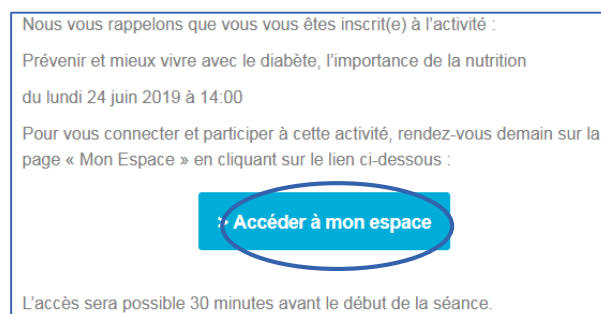 Nous vous rappelons que vous vous êtes inscrit(e) à l'activité :
Prévenir et mieux vivre avec le diabète, l'importance de la nutrition
du lundi 24 juin 2019 à 14:00
Pour vous connecter et participer à cette activité, rendez-vous demain sur la
page « Mon Espace » en cliquant sur le lien ci-dessous :
> Accéder à mon espace
L'accès sera possible 30 minutes avant le début de la séance.